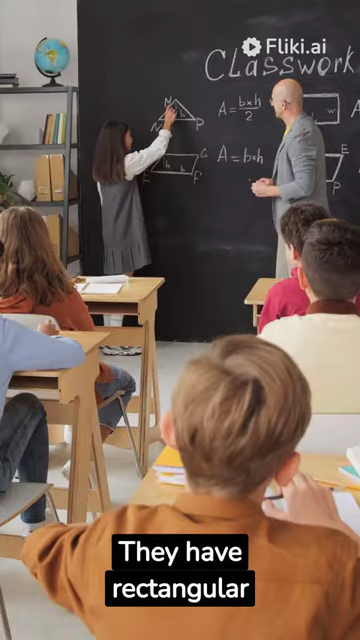 Fliki.ai
Classwork
A = b×h/2
A = b×h
They have
rectangular